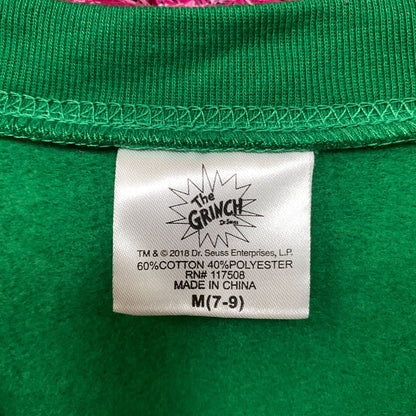 The
GRINCH
Dr. Seuss
TM & © 2018 Dr. Seuss Enterprises, L.P.
60%COTTON 40%POLYESTER
RN# 117508
MADE IN CHINA
M(7-9)